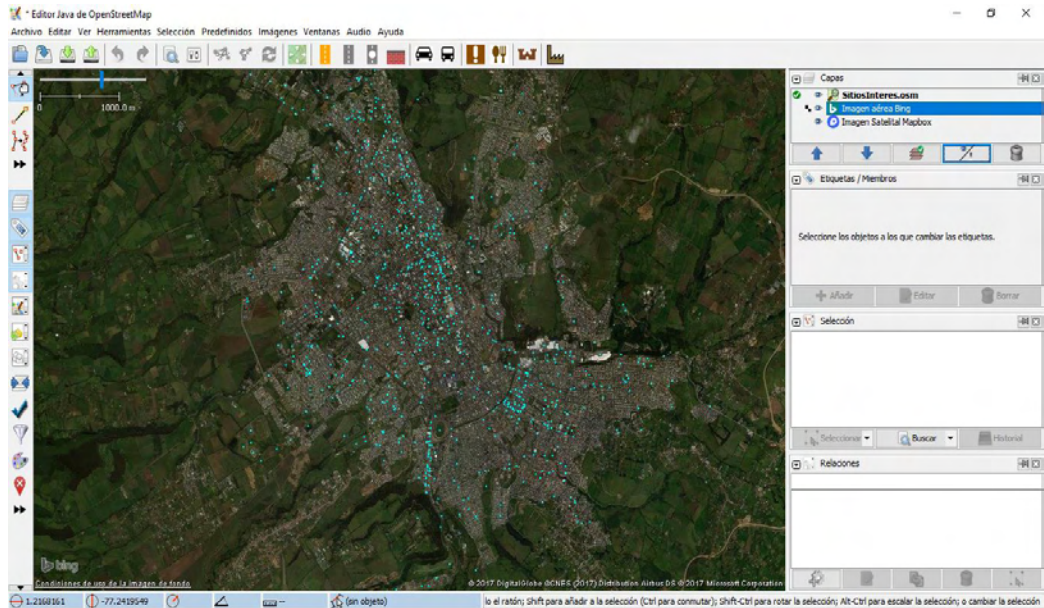 * Editor Java de OpenStreetMap
Archivo Editar Ver Herramientas Selección Predefinidos Imágenes Ventanas Audio Ayuda
0 1000.0 m
Capas
SitiosInteres.osm
Imagen aérea Bing
Imagen Satelital Mapbox
Etiquetas / Miembros
Seleccione los objetos a los que cambiar las etiquetas.
Añadir Editar Borrar
Selección
Seleccionar Buscar Historial
Relaciones
bing
Condiciones de uso de la imagen de fondo
© 2017 DigitalGlobe ©CNES (2017) Distribution Airbus DS © 2017 Microsoft Corporation
1.2168161 -77.2419549 -- (sin objeto) lo el ratón; Shift para añadir a la selección (Ctrl para conmutar); Shift-Ctrl para rotar la selección; Alt-Ctrl para escalar la selección; o cambiar la selección